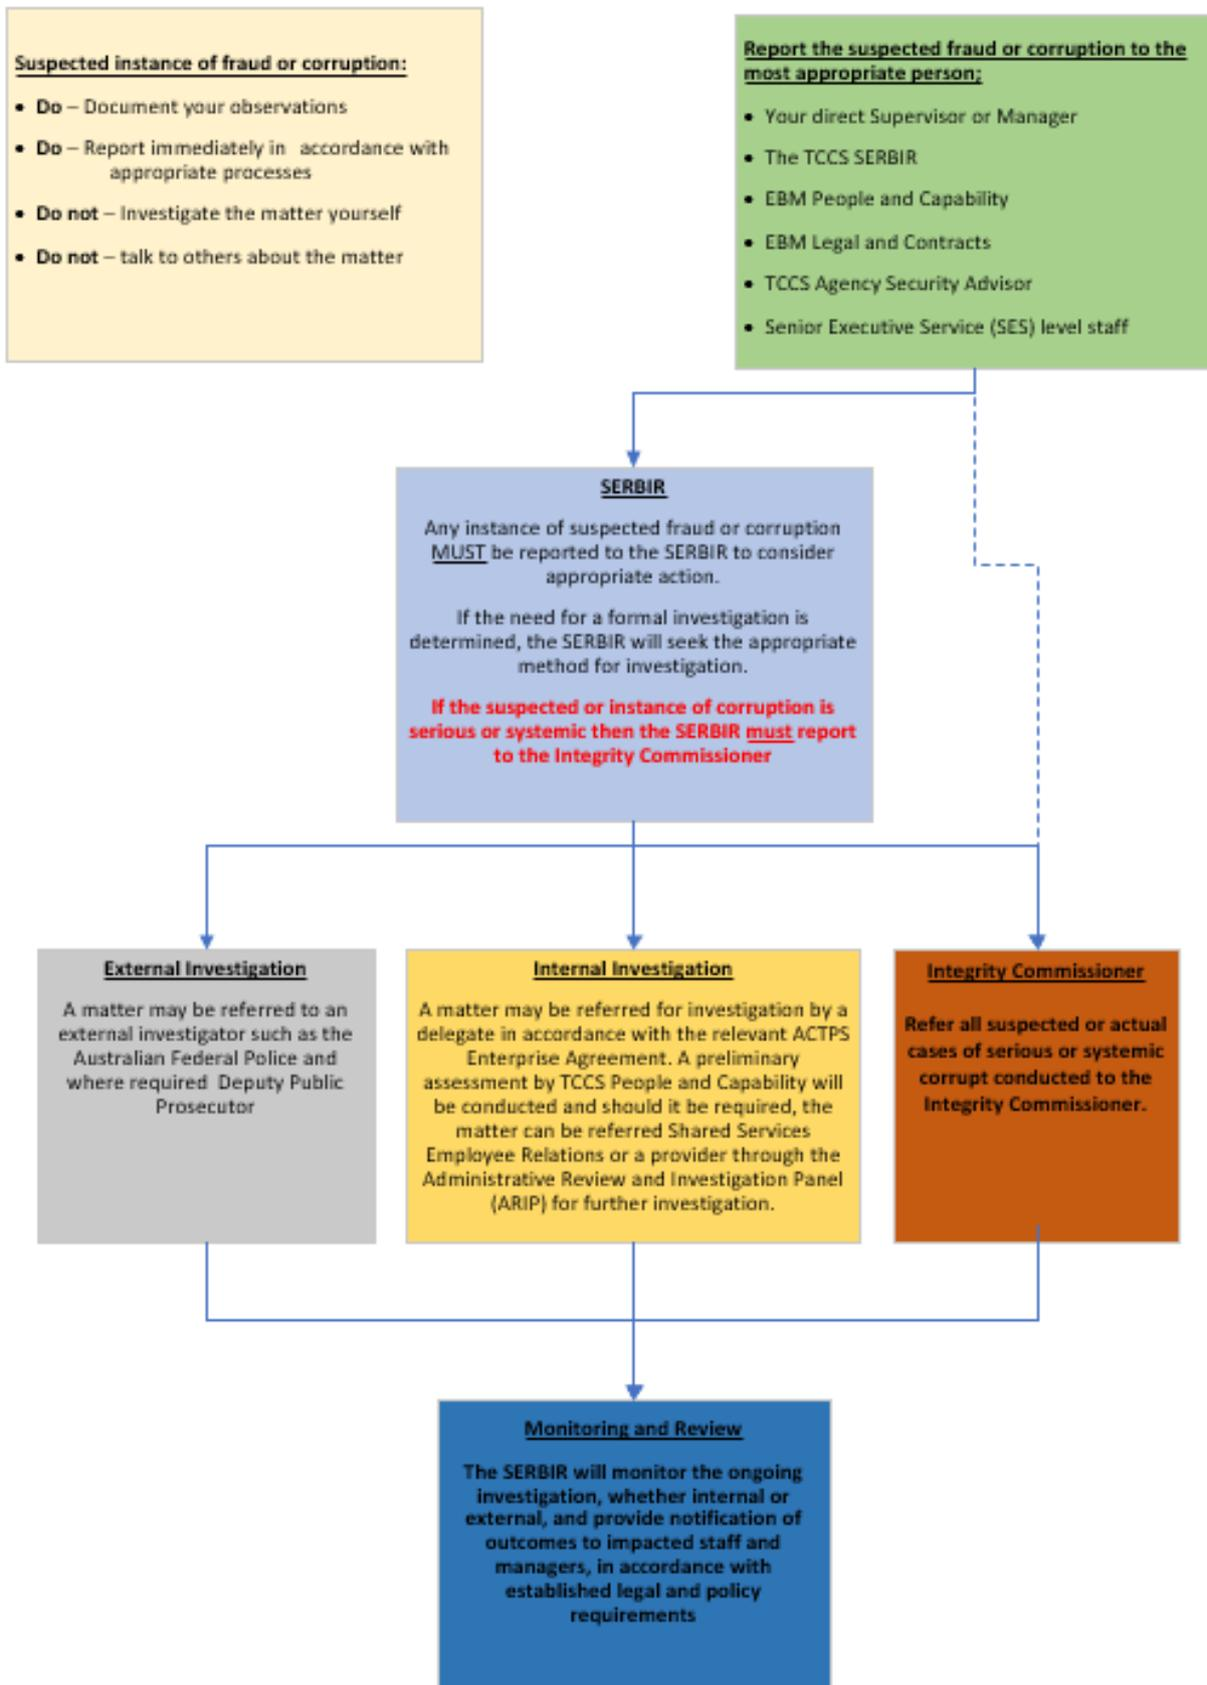 Suspected instance of fraud or corruption:
• Do – Document your observations
• Do – Report immediately in accordance with
appropriate processes
• Do not – Investigate the matter yourself
• Do not – talk to others about the matter
Report the suspected fraud or corruption to the
most appropriate person;
• Your direct Supervisor or Manager
• The TCCS SERBIR
• EBM People and Capability
• EBM Legal and Contracts
• TCCS Agency Security Advisor
• Senior Executive Service (SES) level staff
SERBIR
Any instance of suspected fraud or corruption
MUST be reported to the SERBIR to consider
appropriate action.
If the need for a formal investigation is
determined, the SERBIR will seek the appropriate
method for investigation.
If the suspected or instance of corruption is
serious or systemic then the SERBIR must report
to the Integrity Commissioner
External Investigation
A matter may be referred to an
external investigator such as the
Australian Federal Police and
where required Deputy Public
Prosecutor
Internal Investigation
A matter may be referred for investigation by a
delegate in accordance with the relevant ACTPS
Enterprise Agreement. A preliminary
assessment by TCCS People and Capability will
be conducted and should it be required, the
matter can be referred Shared Services
Employee Relations or a provider through the
Administrative Review and Investigation Panel
(ARIP) for further investigation.
Integrity Commissioner
Refer all suspected or actual
cases of serious or systemic
corrupt conducted to the
Integrity Commissioner.
Monitoring and Review
The SERBIR will monitor the ongoing
investigation, whether internal or
external, and provide notification of
outcomes to impacted staff and
managers, in accordance with
established legal and policy
requirements